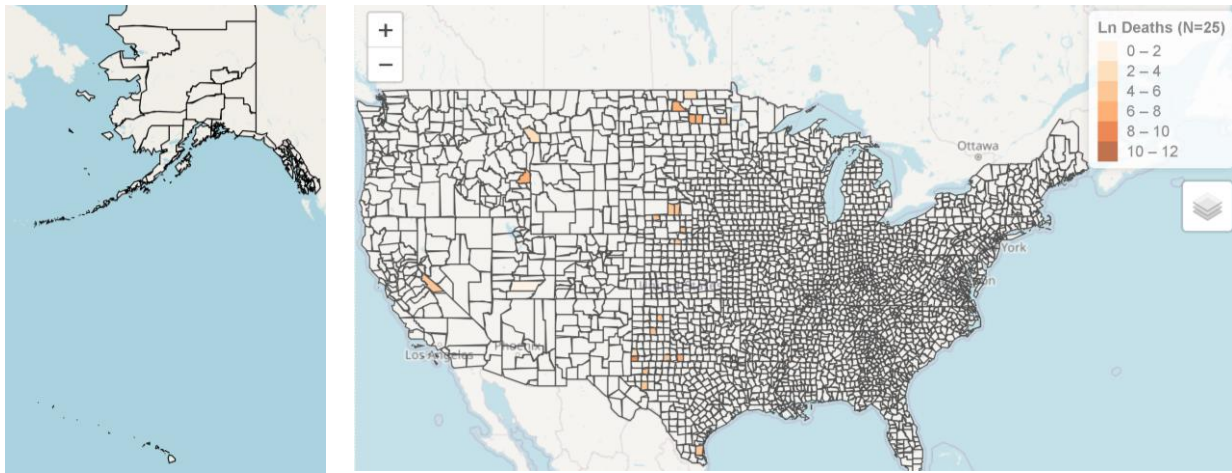 +
−
Ln Deaths (N=25)
0 – 2
2 – 4
4 – 6
6 – 8
8 – 10
10 – 12
Ottawa
York
Los Angeles